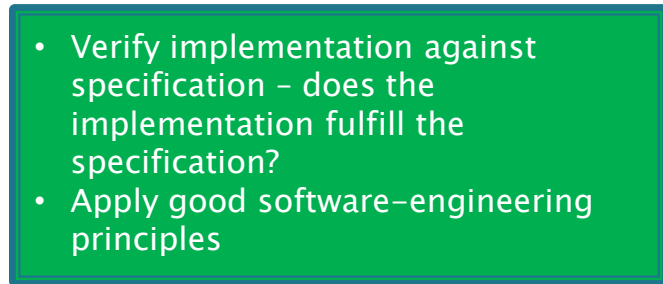 • Verify implementation against
specification – does the
implementation fulfill the
specification?
• Apply good software-engineering
principles